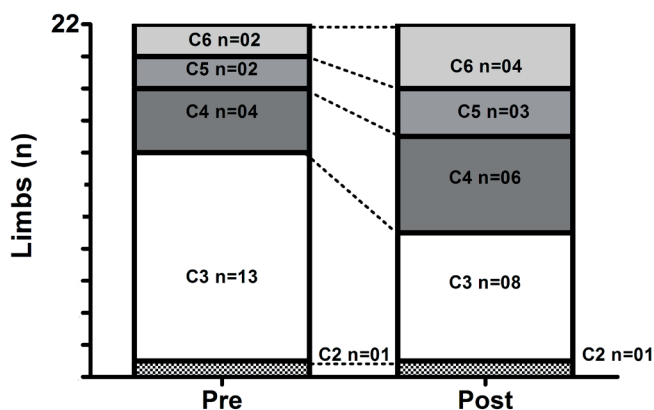 22
Limbs (n)
C6 n=02
C5 n=02
C4 n=04
C3 n=13
C2 n=01
Pre
C6 n=04
C5 n=03
C4 n=06
C3 n=08
C2 n=01
Post